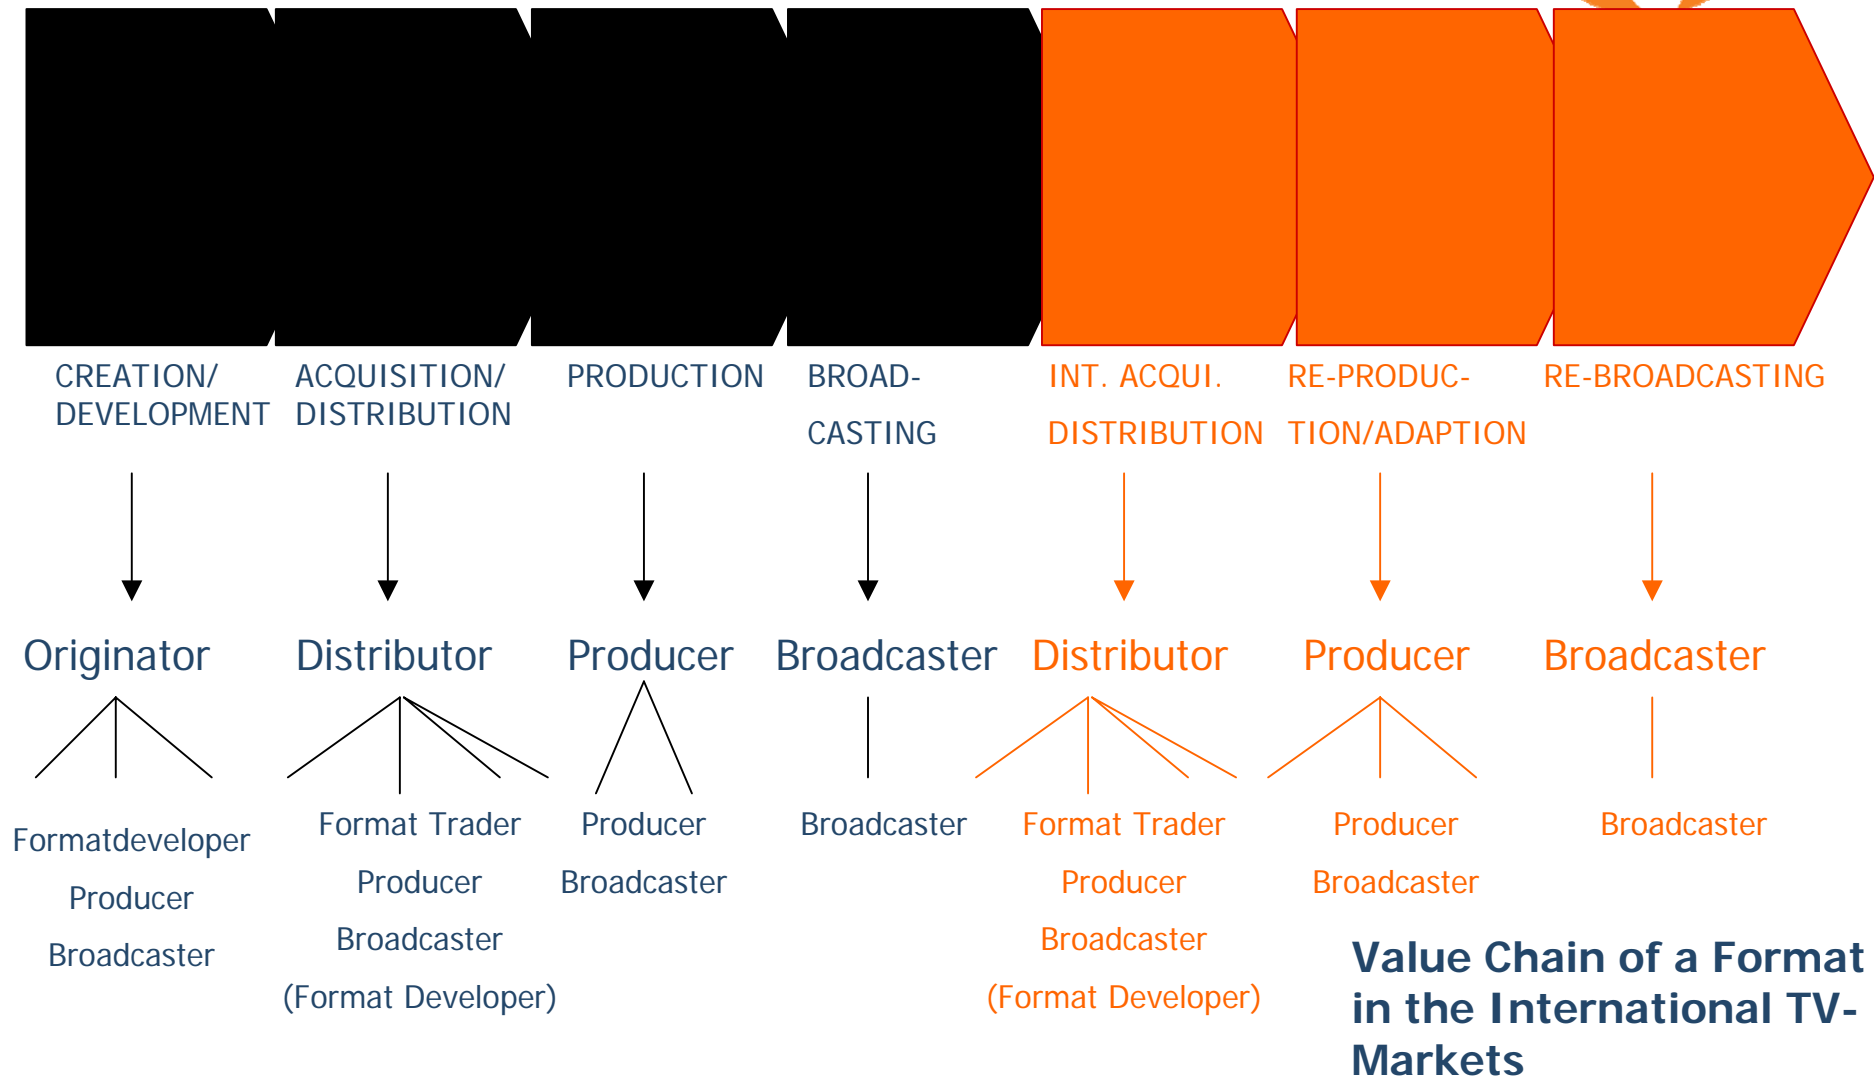 CREATION/
DEVELOPMENT
ACQUISITION/
DISTRIBUTION
PRODUCTION
BROAD-
CASTING
INT. ACQUI.
DISTRIBUTION
RE-PRODUC-
TION/ADAPTION
RE-BROADCASTING
Originator
Distributor
Producer
Broadcaster
Distributor
Producer
Broadcaster
Formatdeveloper
Producer
Broadcaster
Format Trader
Producer
Broadcaster
(Format Developer)
Producer
Broadcaster
Broadcaster
Format Trader
Producer
Broadcaster
(Format Developer)
Producer
Broadcaster
Broadcaster
Value Chain of a Format
in the International TV-
Markets